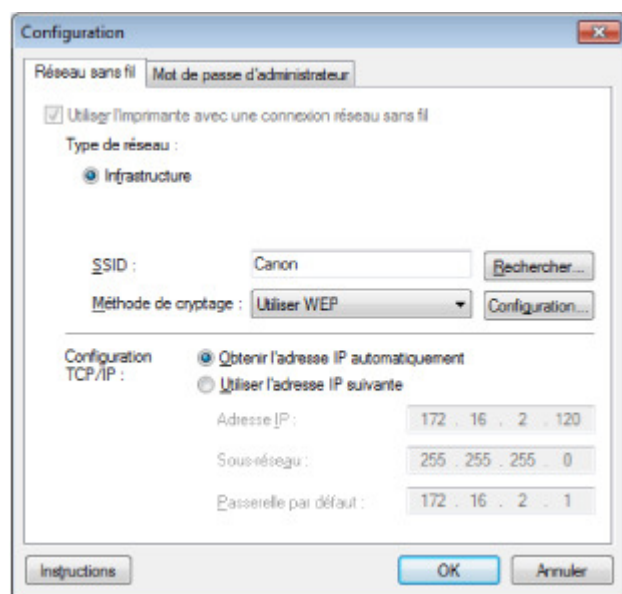 Configuration
Réseau sans fil Mot de passe d'administrateur
Utiliser l'imprimante avec une connexion réseau sans fil
Type de réseau :
Infrastructure
SSID : Canon Rechercher...
Méthode de cryptage : Utiliser WEP Configuration...
Configuration TCP/IP : Obtenir l'adresse IP automatiquement
Utiliser l'adresse IP suivante
Adresse IP : 172 . 16 . 2 . 120
Sous-réseau : 255 . 255 . 255 . 0
Passerelle par défaut : 172 . 16 . 2 . 1
Instructions OK Annuler